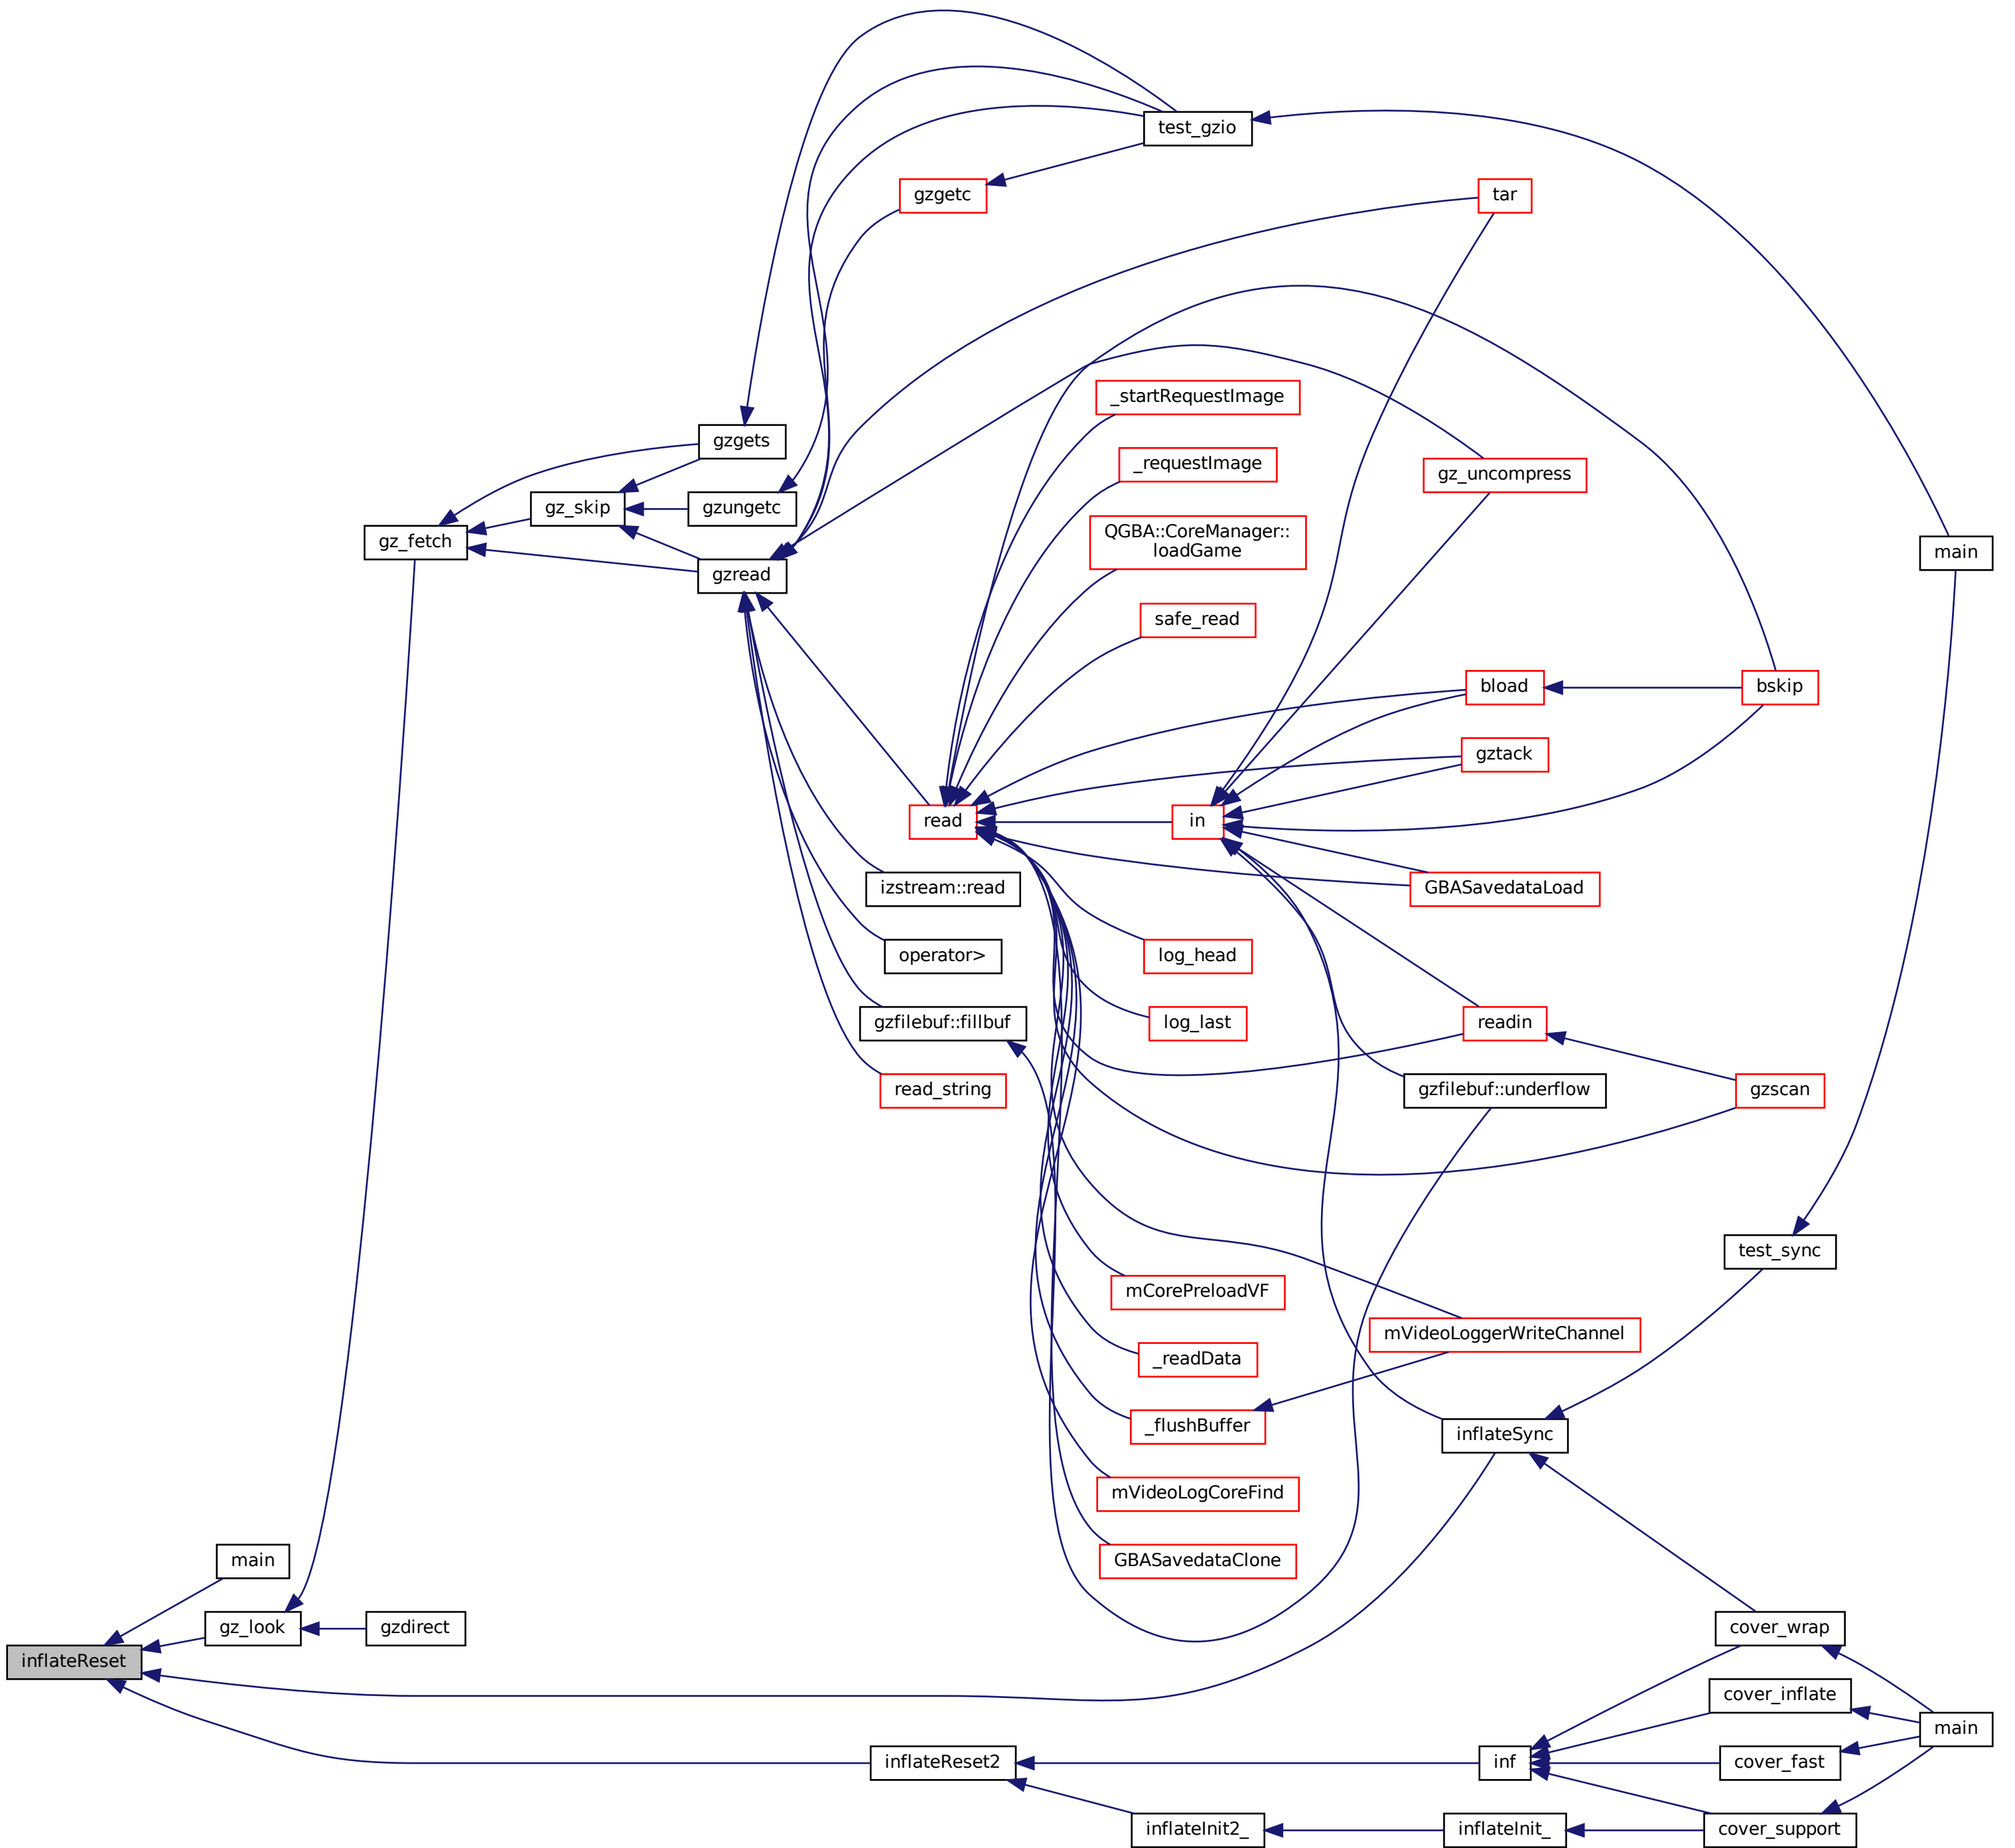 test_gzio
gzgetc
tar
_startRequestImage
gzgets
_requestImage
gz_uncompress
gz_skip
gzungetc
gz_fetch
QGBA::CoreManager::
loadGame
main
gzread
safe_read
bload
bskip
gztack
read
in
izstream::read
GBASavedataLoad
operator>
log_head
gzfilebuf::fillbuf
log_last
readin
read_string
gzfilebuf::underflow
gzscan
test_sync
mCorePreloadVF
mVideoLoggerWriteChannel
_readData
_flushBuffer
inflateSync
mVideoLogCoreFind
main
GBASavedataClone
gz_look
gzdirect
cover_wrap
inflateReset
cover_inflate
main
inflateReset2
inf
cover_fast
inflateInit2_
inflateInit_
cover_support